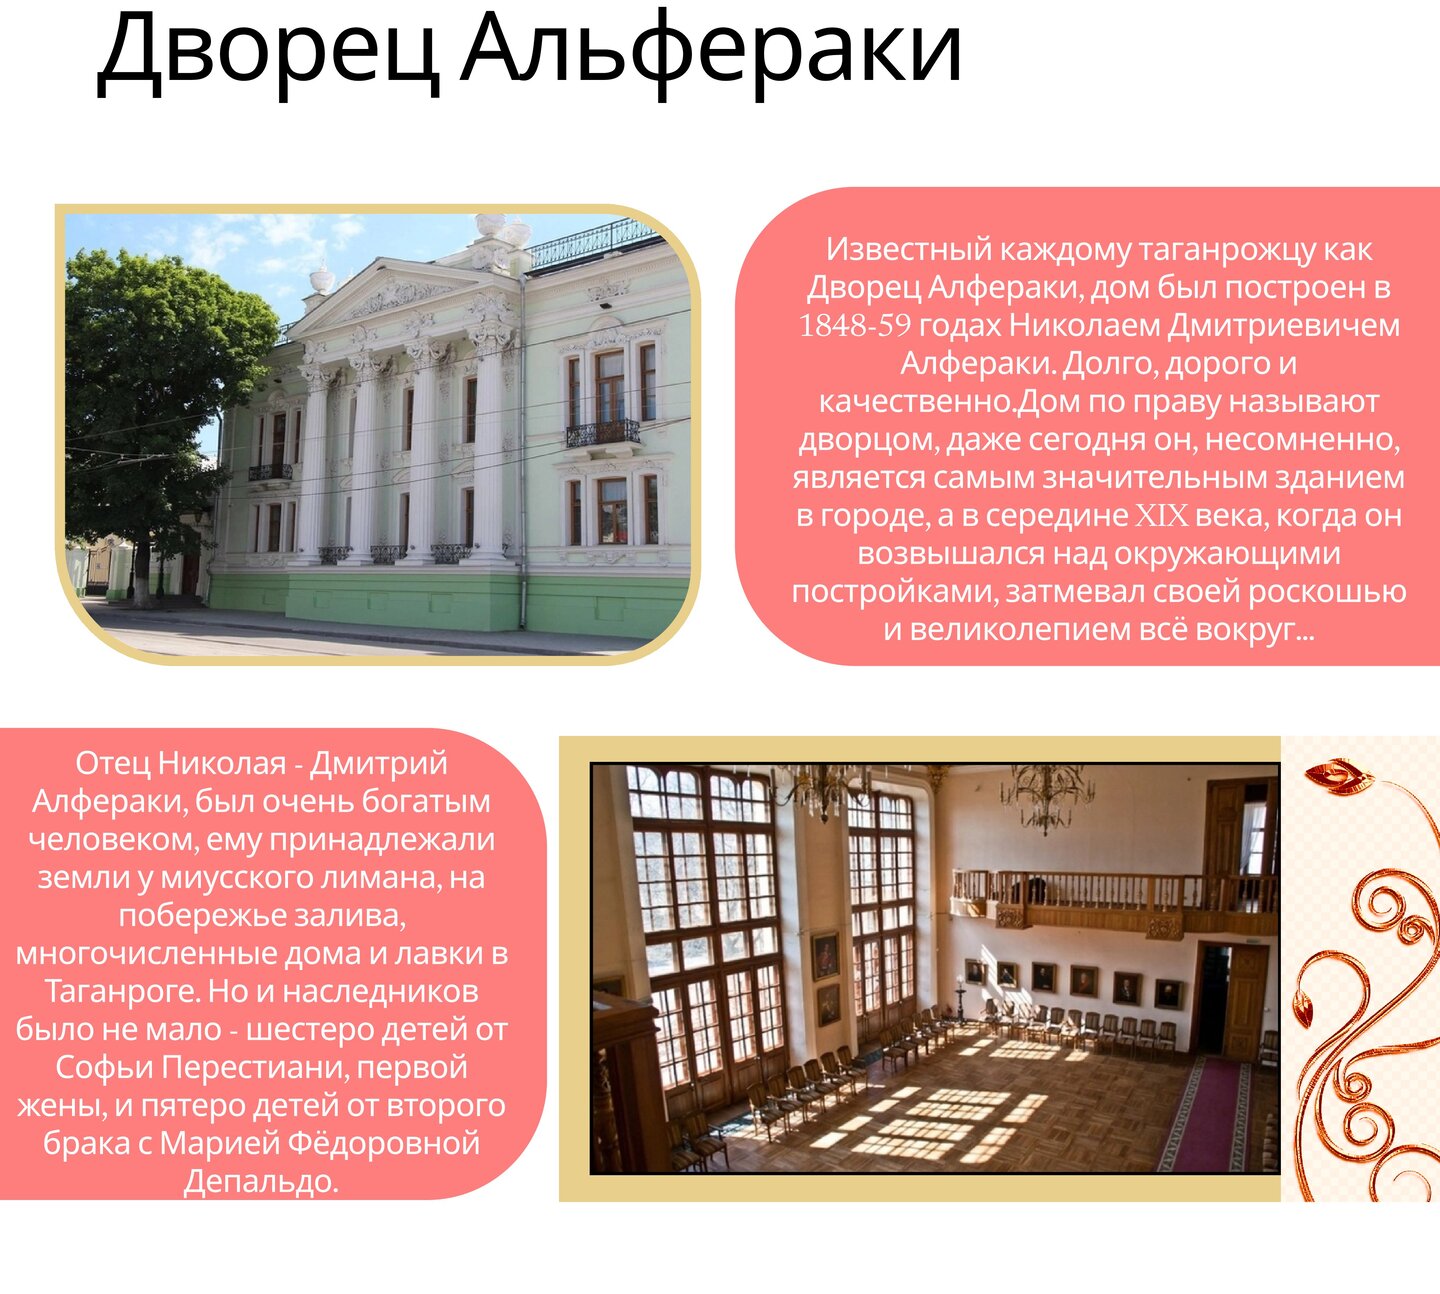 Дворец Альфераки
Известный каждому таганрожцу как
Дворец Алфераки, дом был построен в
1848-59 годах Николаем Дмитриевичем
Алфераки. Долго, дорого и
качественно.Дом по праву называют
дворцом, даже сегодня он, несомненно,
является самым значительным зданием
в городе, а в середине XIX века, когда он
возвышался над окружающими
постройками, затмевал своей роскошью
и великолепием всё вокруг...
Отец Николая - Дмитрий
Алфераки, был очень богатым
человеком, ему принадлежали
земли у миусского лимана, на
побережье залива,
многочисленные дома и лавки в
Таганроге. Но и наследников
было не мало - шестеро детей от
Софьи Перестиани, первой
жены, и пятеро детей от второго
брака с Марией Фёдоровной
Депальдо.